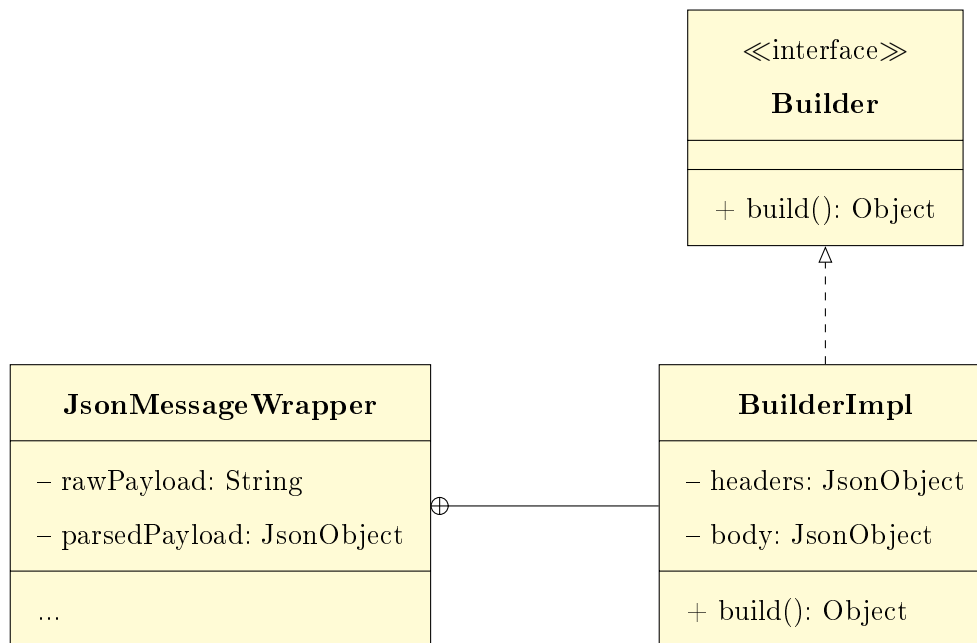 ≪interface≫
Builder
+ build(): Object
JsonMessageWrapper
– rawPayload: String
– parsedPayload: JsonObject
...
BuilderImpl
– headers: JsonObject
– body: JsonObject
+ build(): Object